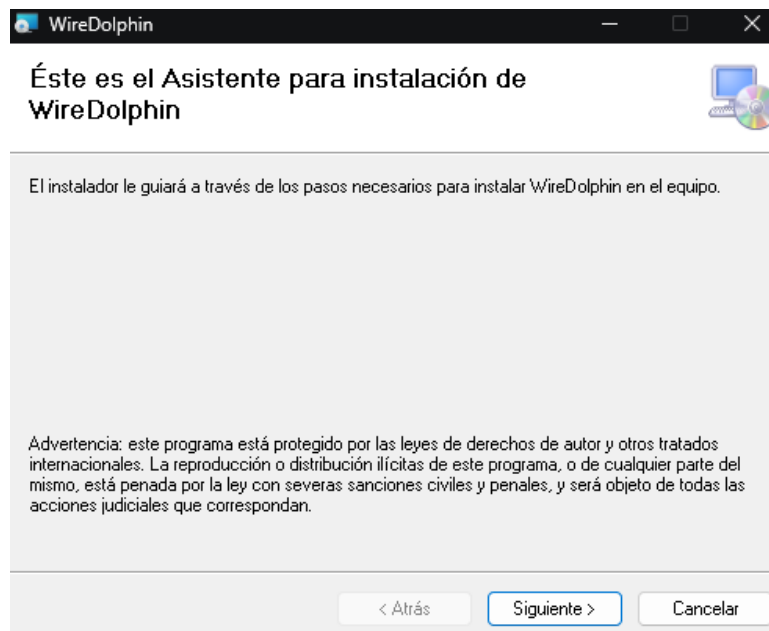 WireDolphin
Éste es el Asistente para instalación de
WireDolphin
El instalador le guiará a través de los pasos necesarios para instalar WireDolphin en el equipo.
Advertencia: este programa está protegido por las leyes de derechos de autor y otros tratados
internacionales. La reproducción o distribución ilícitas de este programa, o de cualquier parte del
mismo, está penada por la ley con severas sanciones civiles y penales, y será objeto de todas las
acciones judiciales que correspondan.
< Atrás
Siguiente >
Cancelar